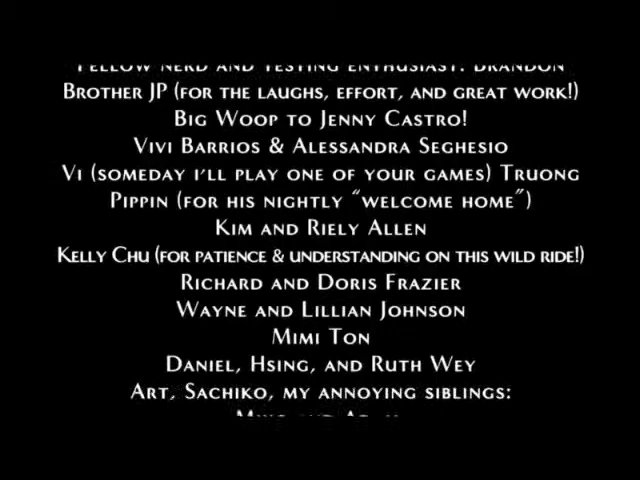 Fellow nerd and testing enthusiast: Brandon
Brother JP (for the laughs, effort, and great work!)
Big Woop to Jenny Castro!
Vivi Barrios & Alessandra Seghesio
Vi (someday i'll play one of your games) Truong
Pippin (for his nightly "welcome home")
Kim and Riely Allen
Kelly Chu (for patience & understanding on this wild ride!)
Richard and Doris Frazier
Wayne and Lillian Johnson
Mimi Ton
Daniel, Hsing, and Ruth Wey
Art, Sachiko, my annoying siblings: